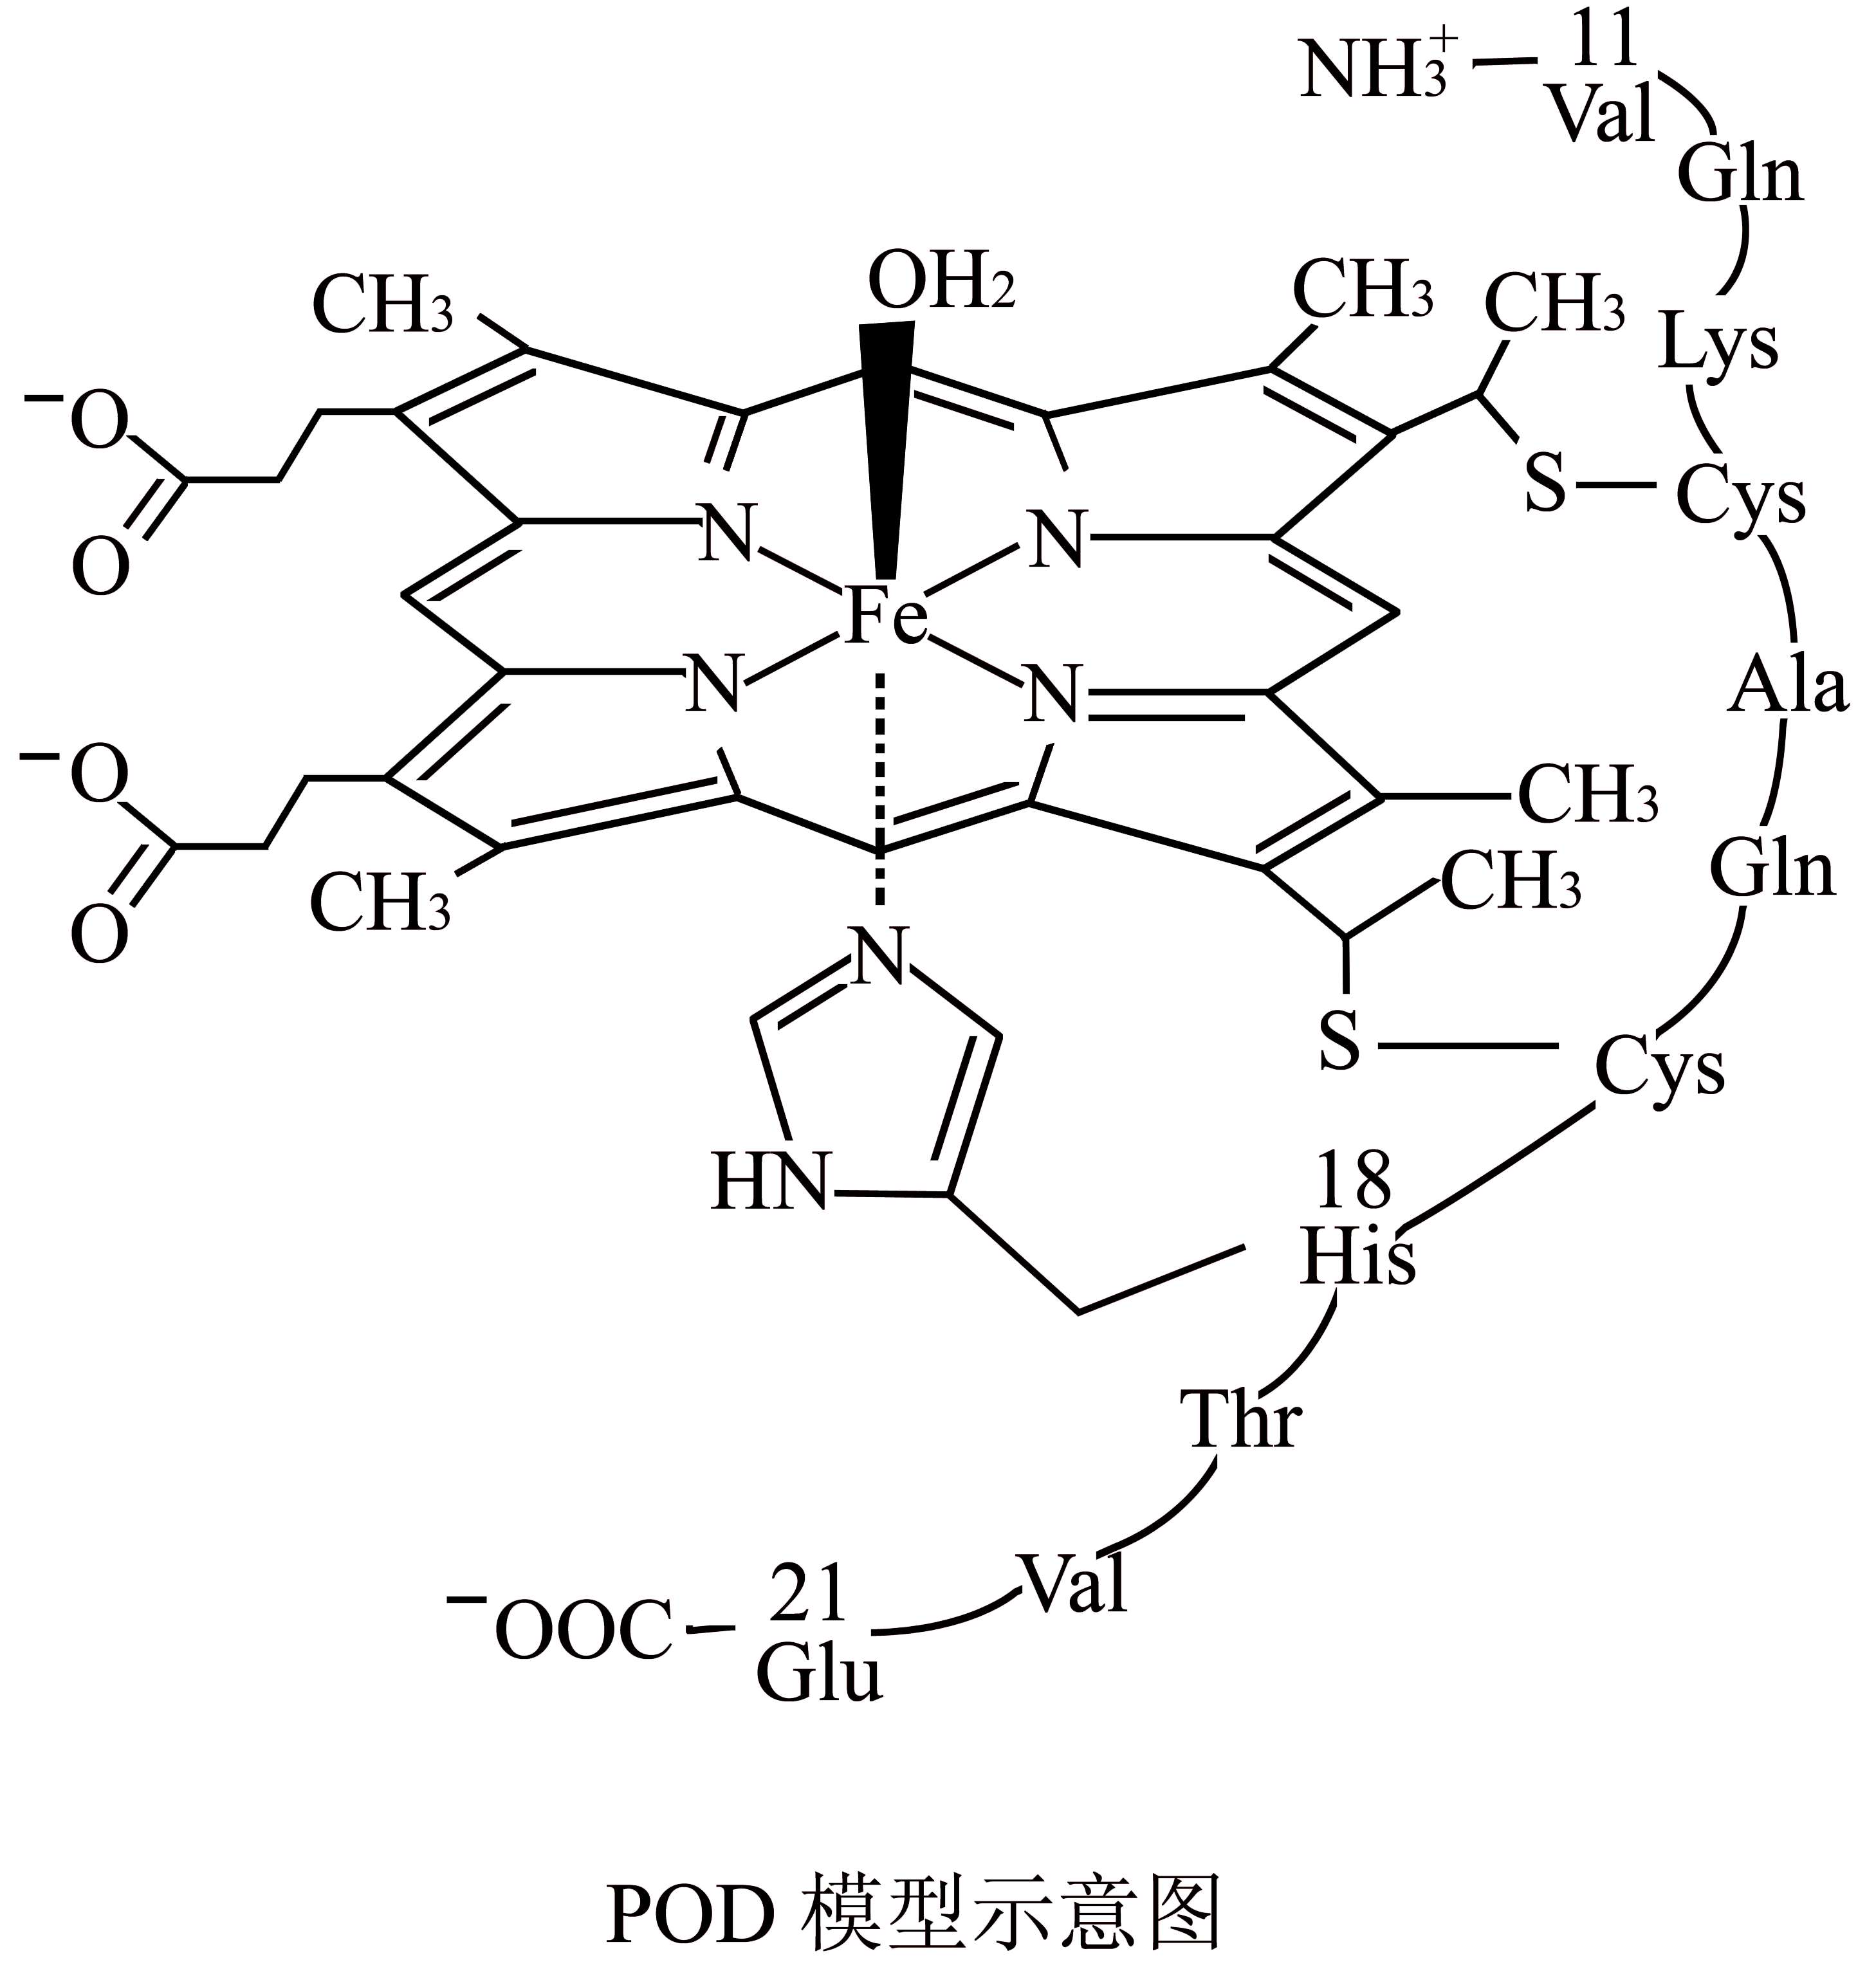 NH₃⁺ 11
Val
Gln
CH₃ OH₂ CH₃ CH₃ Lys
⁻O S Cys
N N
O
Fe
N N Ala
⁻O CH₃
CH₃ CH₃ Gln
O
N
S Cys
HN 18
His
Thr
Val
⁻OOC 21
Glu
POD 模型示意图